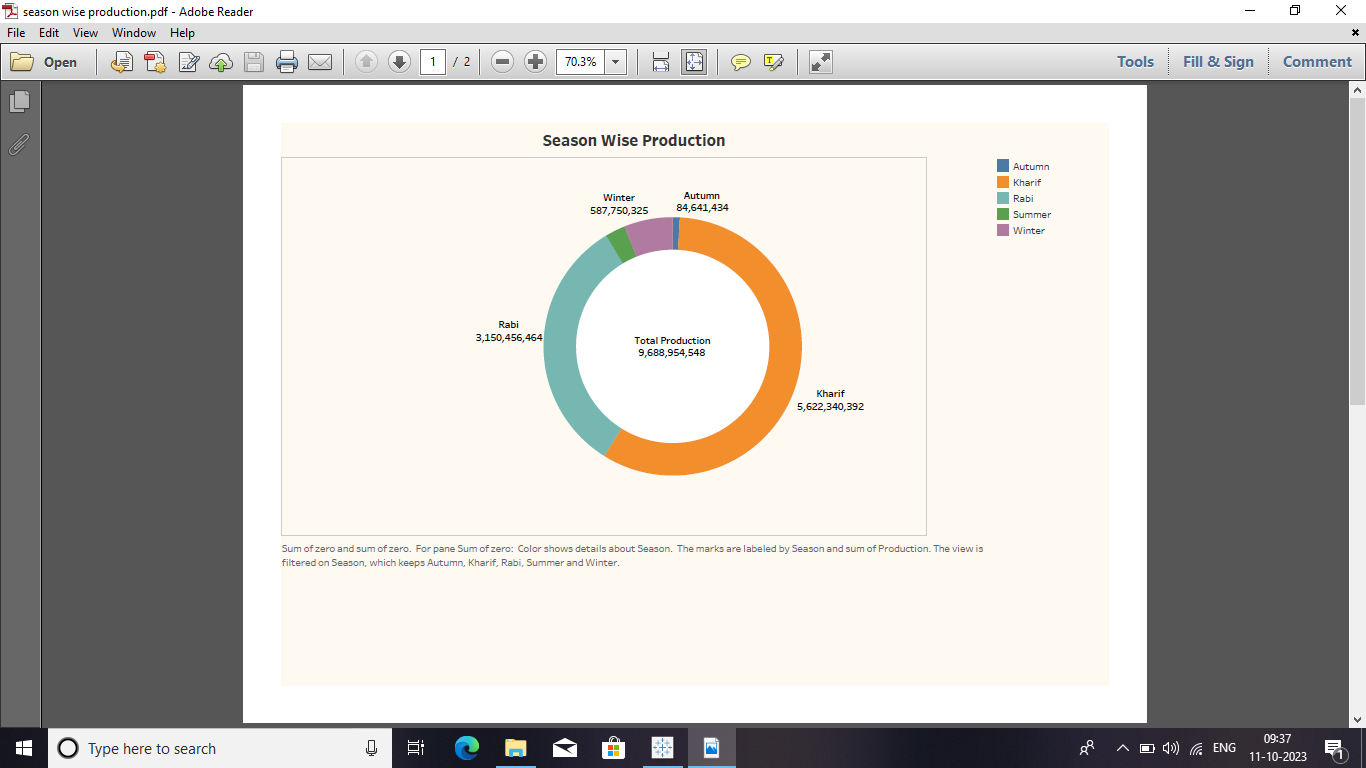 season wise production.pdf - Adobe Reader
File Edit View Window Help
Open 1 / 2 70.3% Tools Fill & Sign Comment
Season Wise Production
Autumn
Kharif
Rabi
Summer
Winter
Winter
587,750,325
Autumn
84,641,434
Rabi
3,150,456,464
Total Production
9,688,954,548
Kharif
5,622,340,392
Sum of zero and sum of zero. For pane Sum of zero: Color shows details about Season. The marks are labeled by Season and sum of Production. The view is
filtered on Season, which keeps Autumn, Kharif, Rabi, Summer and Winter.
Type here to search
ENG
09:37
11-10-2023
1